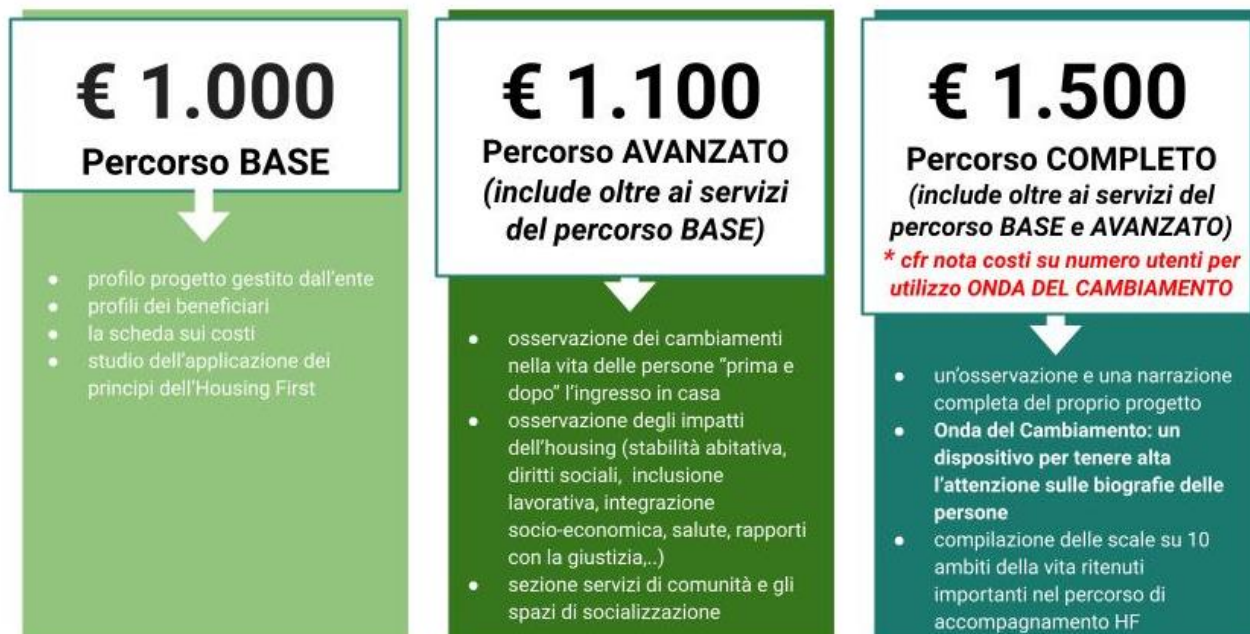 € 1.000
Percorso BASE
● profilo progetto gestito dall'ente
● profili dei beneficiari
● la scheda sui costi
● studio dell'applicazione dei
principi dell'Housing First
€ 1.100
Percorso AVANZATO
(include oltre ai servizi
del percorso BASE)
● osservazione dei cambiamenti
nella vita delle persone “prima e
dopo” l'ingresso in casa
● osservazione degli impatti
dell'housing (stabilità abitativa,
diritti sociali, inclusione
lavorativa, integrazione
socio-economica, salute, rapporti
con la giustizia,..)
● sezione servizi di comunità e gli
spazi di socializzazione
€ 1.500
Percorso COMPLETO
(include oltre ai servizi del
percorso BASE e AVANZATO)
* cfr nota costi su numero utenti per
utilizzo ONDA DEL CAMBIAMENTO
● un'osservazione e una narrazione
completa del proprio progetto
● Onda del Cambiamento: un
dispositivo per tenere alta
l'attenzione sulle biografie delle
persone
● compilazione delle scale su 10
ambiti della vita ritenuti
importanti nel percorso di
accompagnamento HF